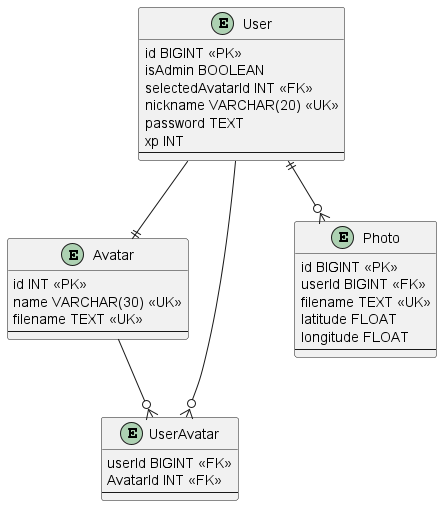 E User
id BIGINT «PK»
isAdmin BOOLEAN
selectedAvatarId INT «FK»
nickname VARCHAR(20) «UK»
password TEXT
xp INT
E Avatar
id INT «PK»
name VARCHAR(30) «UK»
filename TEXT «UK»
E Photo
id BIGINT «PK»
userId BIGINT «FK»
filename TEXT «UK»
latitude FLOAT
longitude FLOAT
E UserAvatar
userId BIGINT «FK»
AvatarId INT «FK»